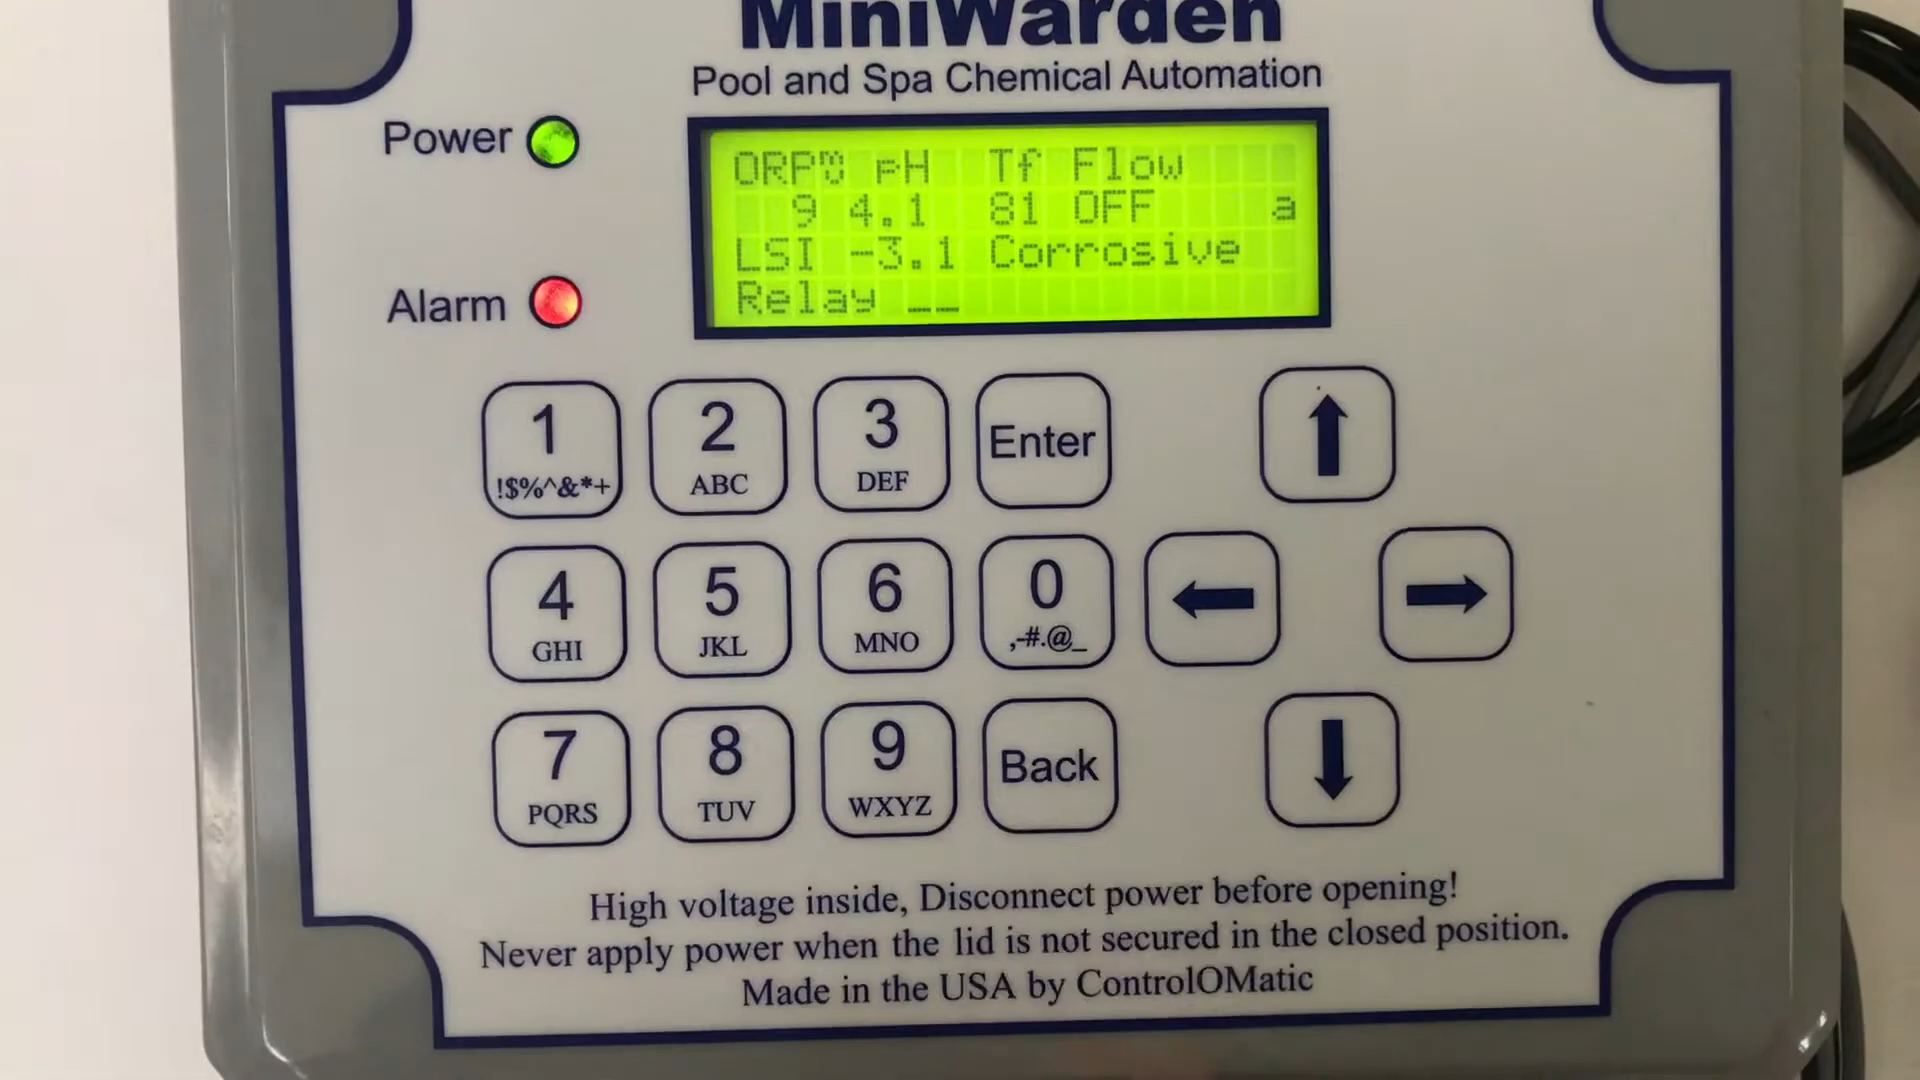 MiniWarden
Pool and Spa Chemical Automation
Power
ORPmV pH Tf Flow
9 4.1 81 OFF a
LSI -3.1 Corrosive
Relay __
Alarm
1 2 3 Enter
!$%^&*+ ABC DEF
4 5 6 0
GHI JKL MNO ,-#.@_
7 8 9 Back
PQRS TUV WXYZ
High voltage inside, Disconnect power before opening!
Never apply power when the lid is not secured in the closed position.
Made in the USA by ControlOMatic